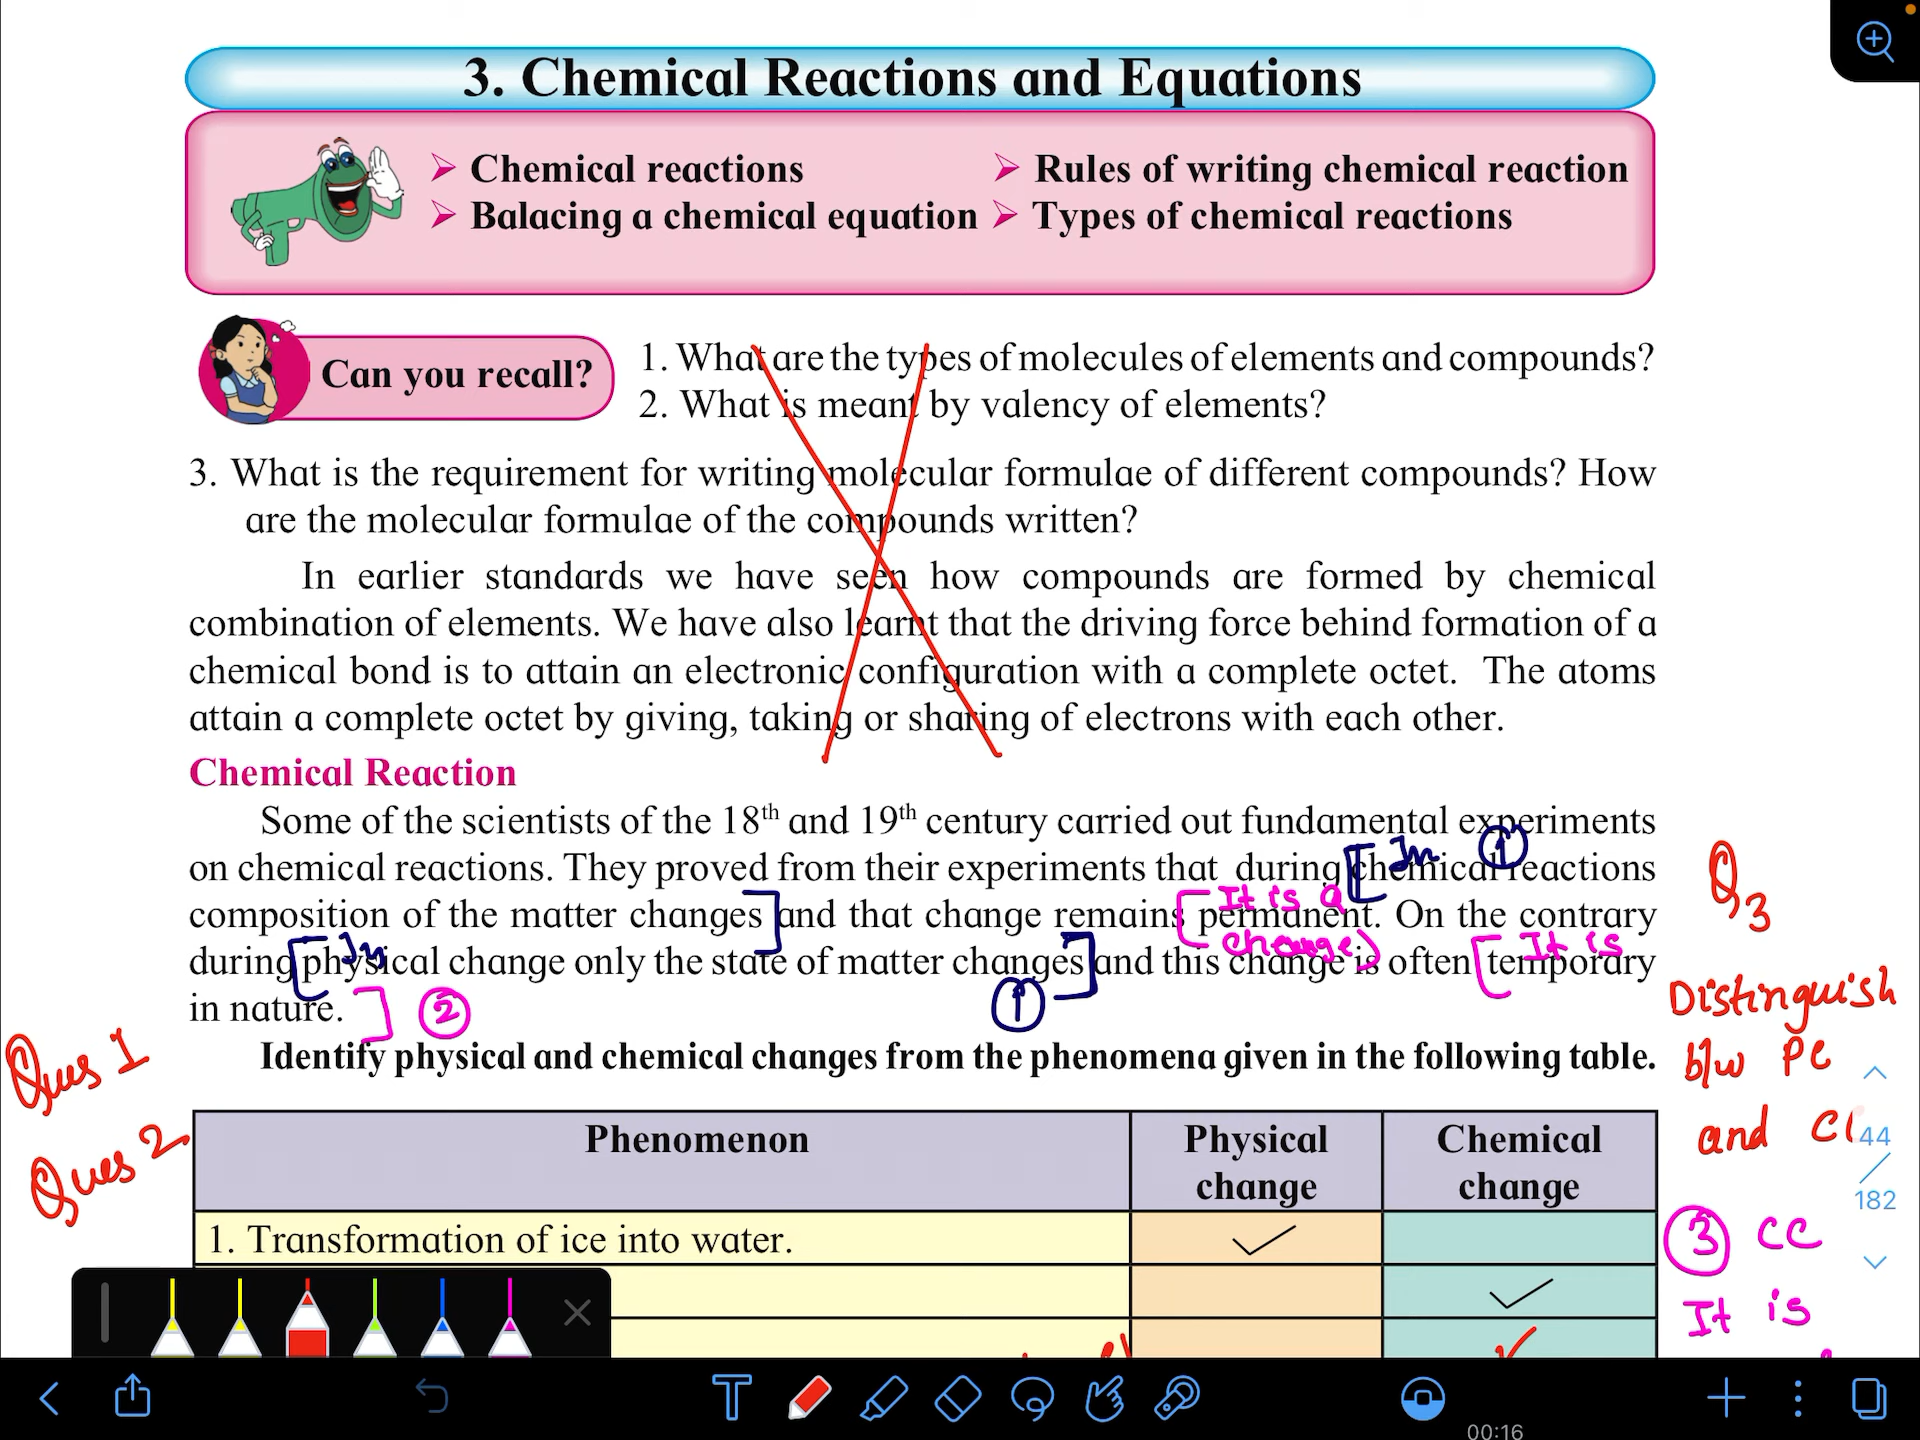 3. Chemical Reactions and Equations
➢ Chemical reactions
➢ Rules of writing chemical reaction
➢ Balacing a chemical equation
➢ Types of chemical reactions
Can you recall?
1. What are the types of molecules of elements and compounds?
2. What is meant by valency of elements?
3. What is the requirement for writing molecular formulae of different compounds? How
are the molecular formulae of the compounds written?
In earlier standards we have seen how compounds are formed by chemical
combination of elements. We have also learnt that the driving force behind formation of a
chemical bond is to attain an electronic configuration with a complete octet. The atoms
attain a complete octet by giving, taking or sharing of electrons with each other.
Chemical Reaction
Some of the scientists of the 18th and 19th century carried out fundamental experiments
In ①
on chemical reactions. They proved from their experiments that during chemical reactions
It is a
composition of the matter changes and that change remains permanent. On the contrary
In
change)
It is
during physical change only the state of matter changes and this change is often temporary
in nature.
②
①
Identify physical and chemical changes from the phenomena given in the following table.
Ques 1
Ques 2
Q3
Distinguish
b/w PC
and C
③ CC
It is
Phenomenon
Physical change
Chemical change
1. Transformation of ice into water.
44
182
T
00:16